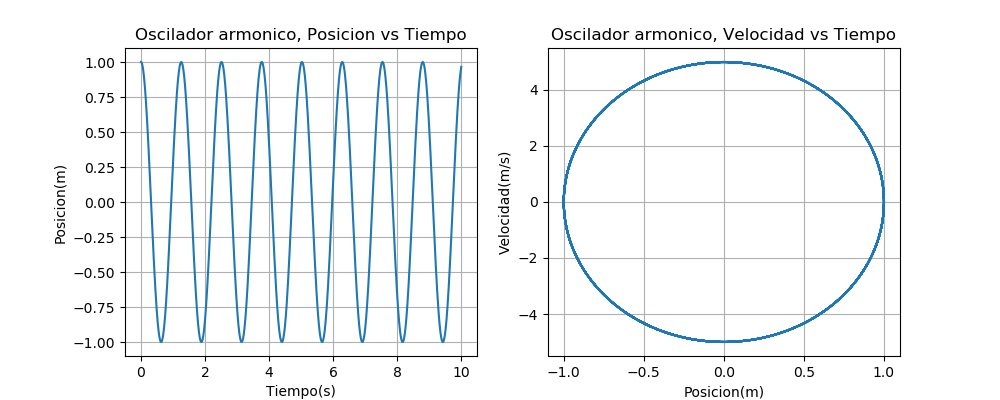 Oscilador armonico, Posicion vs Tiempo
1.00
0.75
0.50
0.25
0.00
−0.25
−0.50
−0.75
−1.00
Posicion(m)
0 2 4 6 8 10
Tiempo(s)
Oscilador armonico, Velocidad vs Tiempo
4
2
0
−2
−4
Velocidad(m/s)
−1.0 −0.5 0.0 0.5 1.0
Posicion(m)